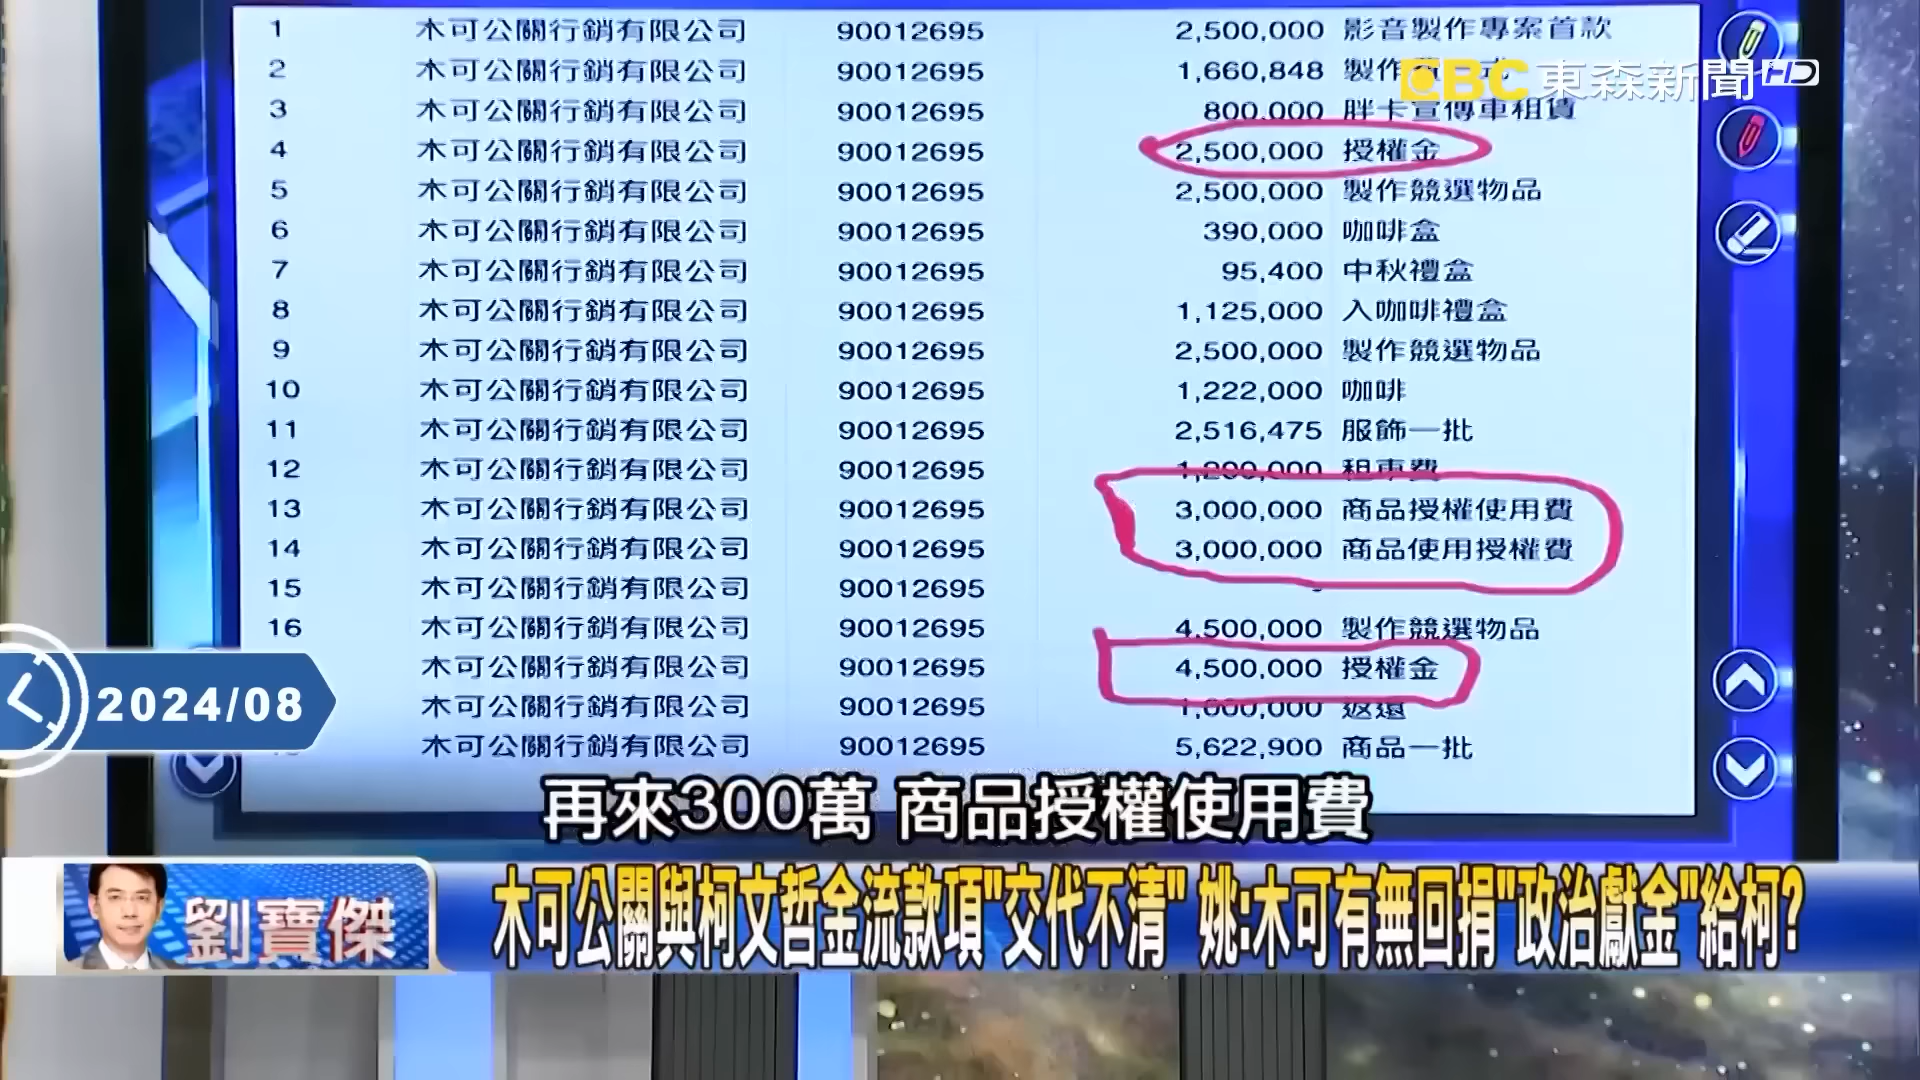 1 木可公關行銷有限公司 90012695 2,500,000 影音製作專案首款
2 木可公關行銷有限公司 90012695 1,660,848 製作費 式
EBC 東森新聞 HD
3 木可公關行銷有限公司 90012695 800,000 胖卡宣傳車租賃
4 木可公關行銷有限公司 90012695 2,500,000 授權金
5 木可公關行銷有限公司 90012695 2,500,000 製作競選物品
6 木可公關行銷有限公司 90012695 390,000 咖啡盒
7 木可公關行銷有限公司 90012695 95,400 中秋禮盒
8 木可公關行銷有限公司 90012695 1,125,000 入咖啡禮盒
9 木可公關行銷有限公司 90012695 2,500,000 製作競選物品
10 木可公關行銷有限公司 90012695 1,222,000 咖啡
11 木可公關行銷有限公司 90012695 2,516,475 服飾一批
12 木可公關行銷有限公司 90012695 1,200,000 租車費
13 木可公關行銷有限公司 90012695 3,000,000 商品授權使用費
14 木可公關行銷有限公司 90012695 3,000,000 商品使用授權費
15 木可公關行銷有限公司 90012695
16 木可公關行銷有限公司 90012695 4,500,000 製作競選物品
木可公關行銷有限公司 90012695 4,500,000 授權金
2024/08
木可公關行銷有限公司 90012695 1,000,000 返還
木可公關行銷有限公司 90012695 5,622,900 商品一批
再來300萬 商品授權使用費
劉寶傑
木可公關與柯文哲金流款項"交代不清" 姚:木可有無回捐"政治獻金"給柯?